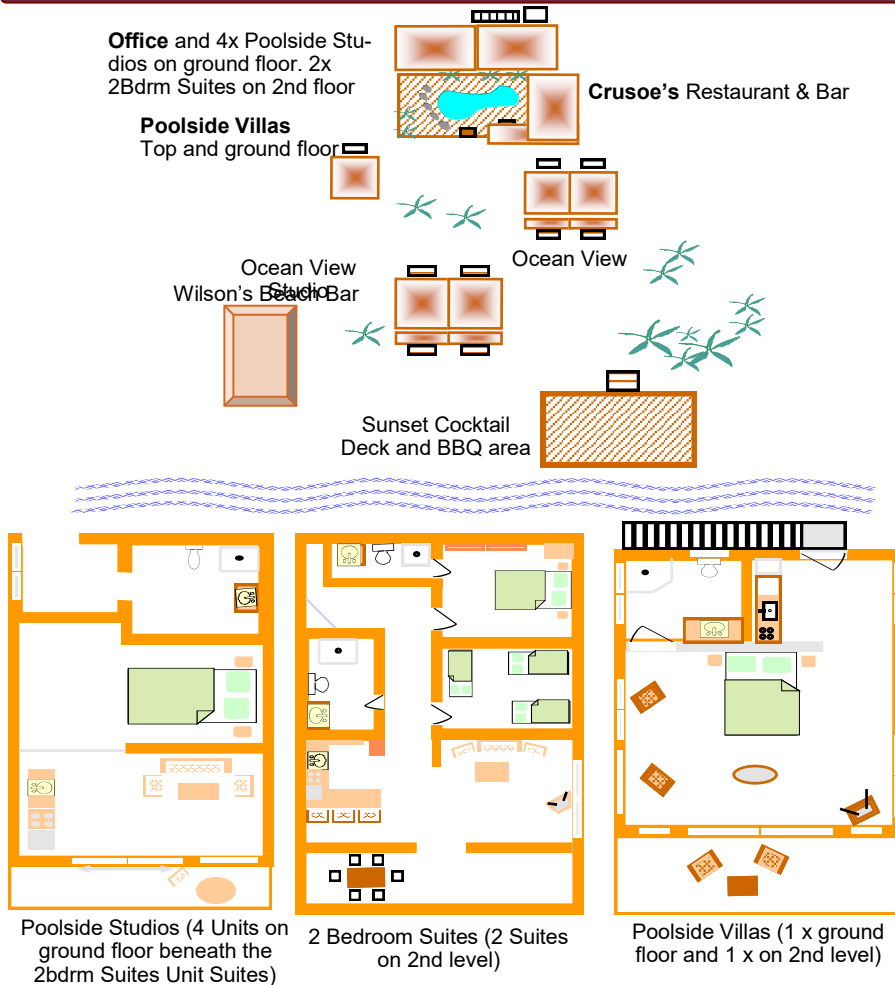 Office and 4x Poolside Stu-
dios on ground floor. 2x
2Bdrm Suites on 2nd floor
Crusoe's Restaurant & Bar
Poolside Villas
Top and ground floor
Ocean View
Ocean View
Studio
Wilson's Beach Bar
Sunset Cocktail
Deck and BBQ area
Poolside Studios (4 Units on
ground floor beneath the
2bdrm Suites Unit Suites)
2 Bedroom Suites (2 Suites
on 2nd level)
Poolside Villas (1 x ground
floor and 1 x on 2nd level)